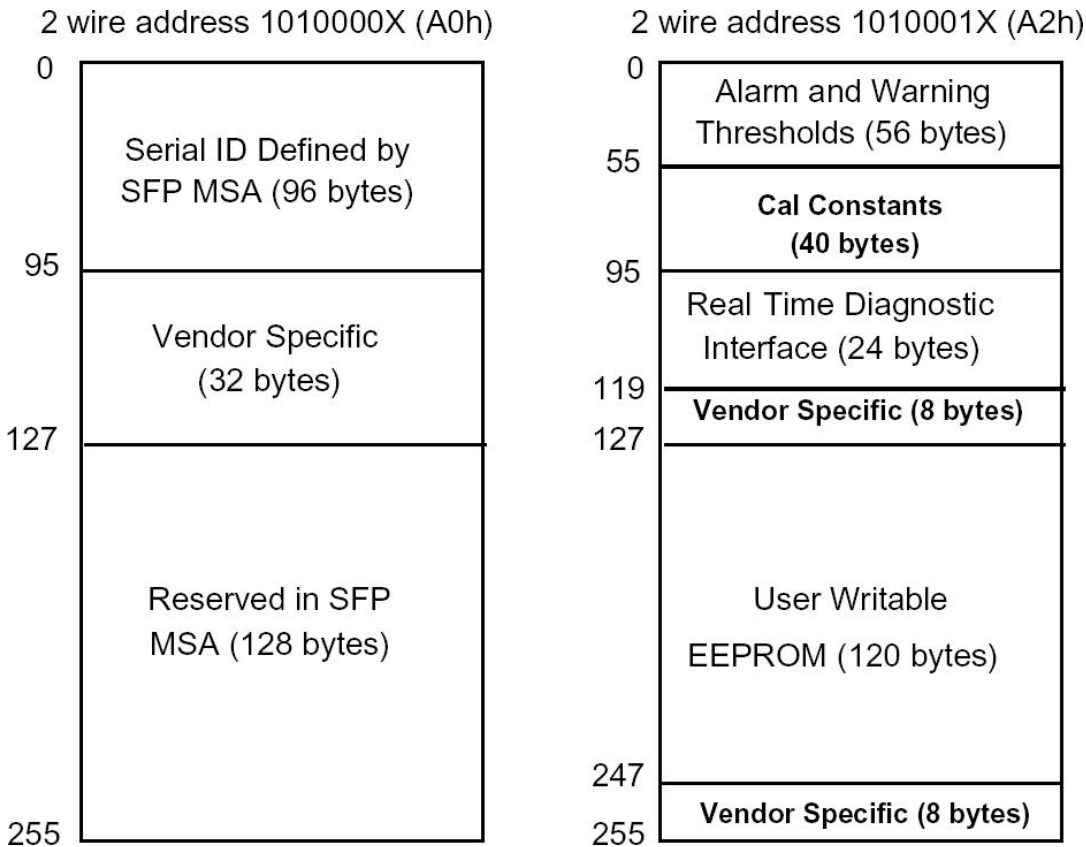 2 wire address 1010000X (A0h)
0
Serial ID Defined by
SFP MSA (96 bytes)
95
Vendor Specific
(32 bytes)
127
Reserved in SFP
MSA (128 bytes)
255
2 wire address 1010001X (A2h)
0
Alarm and Warning
Thresholds (56 bytes)
55
Cal Constants
(40 bytes)
95
Real Time Diagnostic
Interface (24 bytes)
119
Vendor Specific (8 bytes)
127
User Writable
EEPROM (120 bytes)
247
Vendor Specific (8 bytes)
255